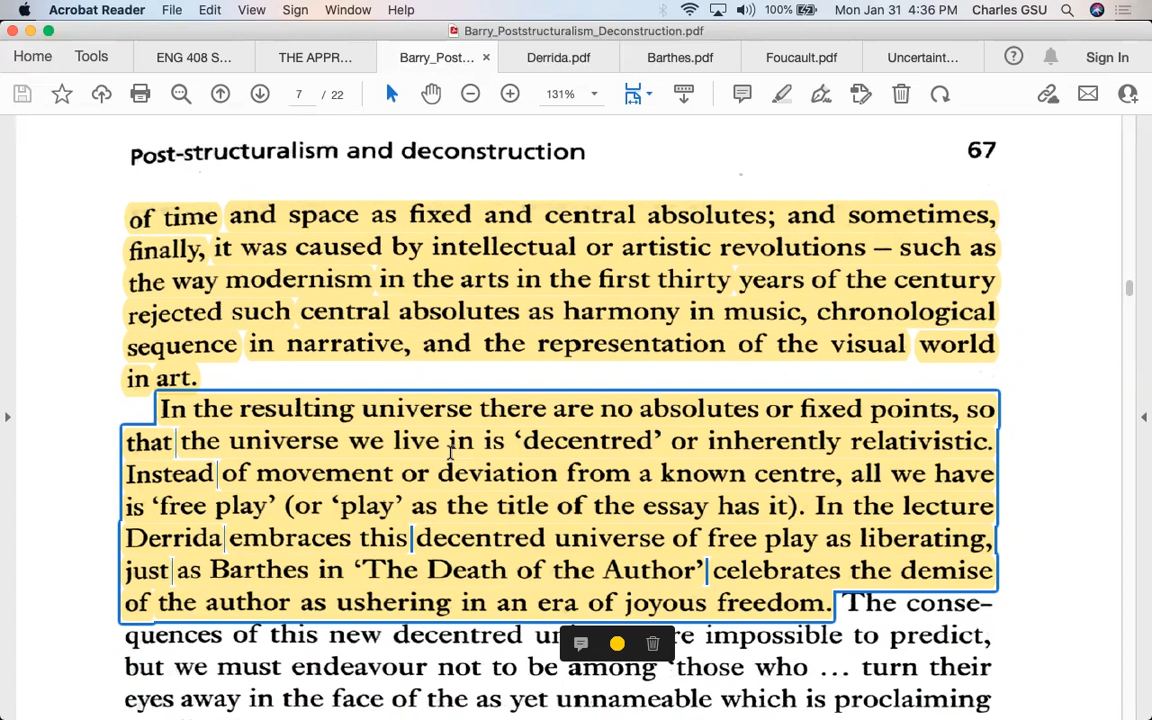 Acrobat Reader File Edit View Sign Window Help 100% Mon Jan 31 4:36 PM Charles GSU
Barry_Poststructuralism_Deconstruction.pdf
Home Tools ENG 408 S... THE APPR... Barry_Post... × Derrida.pdf Barthes.pdf Foucault.pdf Uncertaint... Sign In
7 / 22 131%
Post-structuralism and deconstruction 67
of time and space as fixed and central absolutes; and sometimes,
finally, it was caused by intellectual or artistic revolutions – such as
the way modernism in the arts in the first thirty years of the century
rejected such central absolutes as harmony in music, chronological
sequence in narrative, and the representation of the visual world
in art.
In the resulting universe there are no absolutes or fixed points, so
that the universe we live in is ‘decentred’ or inherently relativistic.
Instead of movement or deviation from a known centre, all we have
is ‘free play’ (or ‘play’ as the title of the essay has it). In the lecture
Derrida embraces this decentred universe of free play as liberating,
just as Barthes in ‘The Death of the Author’ celebrates the demise
of the author as ushering in an era of joyous freedom. The conse-
quences of this new decentred un re impossible to predict,
but we must endeavour not to be among ‘those who ... turn their
eyes away in the face of the as yet unnameable which is proclaiming